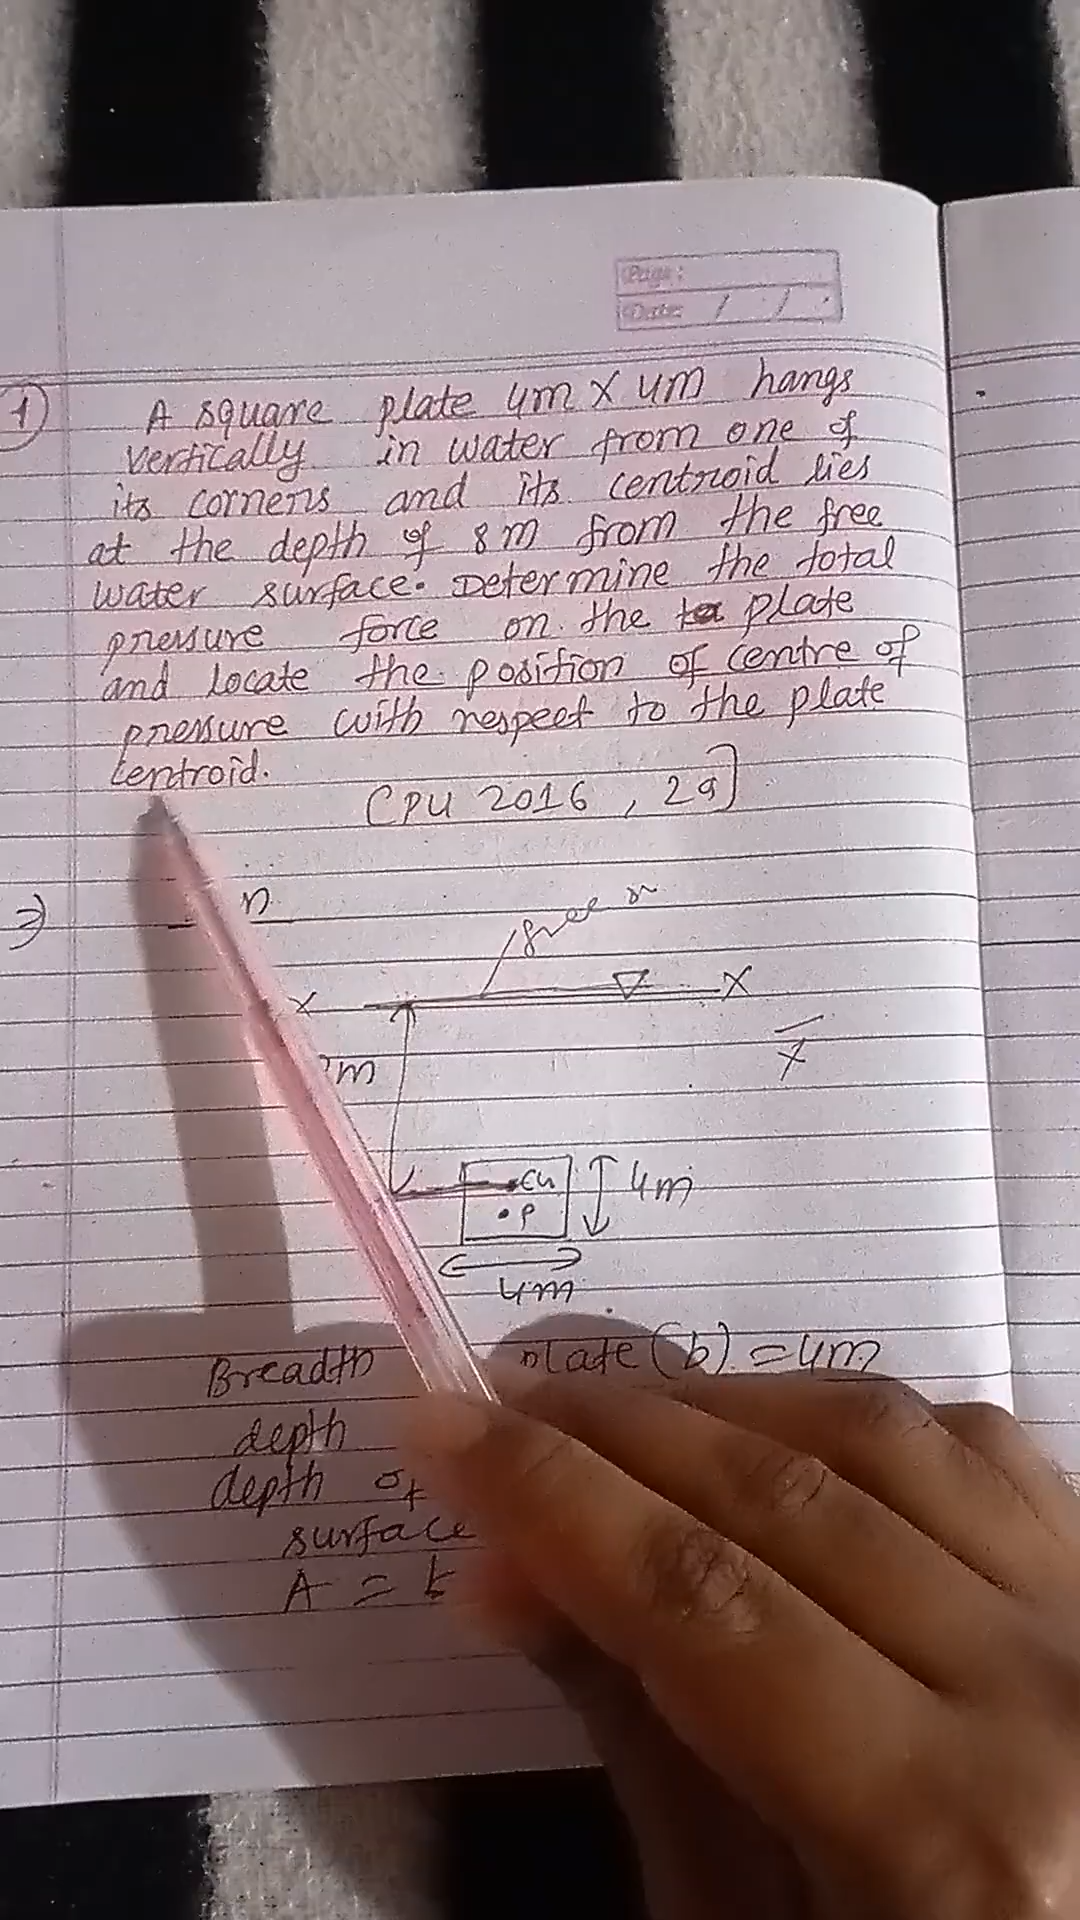 Page:
Date: / /
1
A square plate 4m X 4m hangs
vertically in water from one of
its corners and its centroid lies
at the depth of 8m from the free
water surface. Determine the total
pressure force on the plate
and locate the position of centre of
pressure with respect to the plate
centroid.
[PU 2016, 2a]
n
free
X X
x̄
m
4m
.P
4m
Breadth plate (b) = 4m
depth
depth of
surface
A =